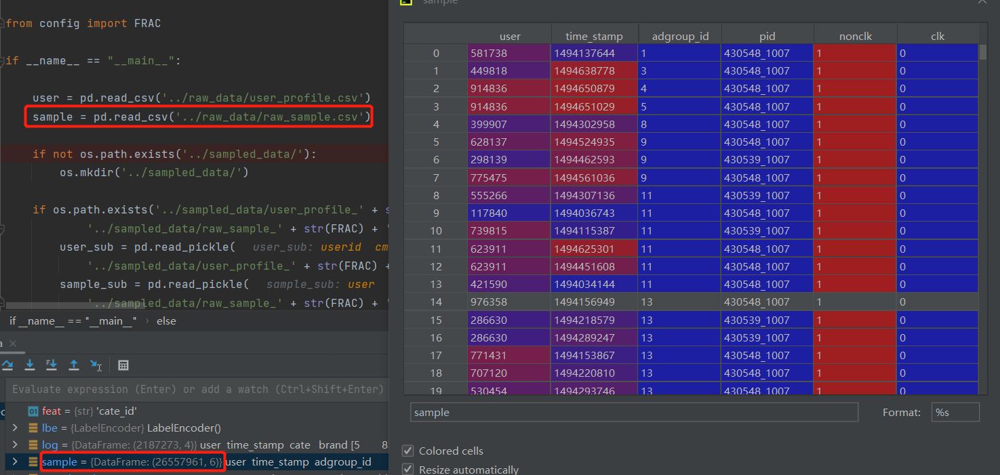 from config import FRAC
if __name__ == "__main__":
user = pd.read_csv('../raw_data/user_profile.csv')
sample = pd.read_csv('../raw_data/raw_sample.csv')
if not os.path.exists('../sampled_data/'):
os.mkdir('../sampled_data/')
if os.path.exists('../sampled_data/user_profile_' + s
'../sampled_data/raw_sample_' + str(FRAC) + '
user_sub = pd.read_pickle( user_sub: userid cm
'../sampled_data/user_profile_' + str(FRAC) +
sample_sub = pd.read_pickle( sample_sub: user
'../sampled_data/raw_sample_' + str(FRAC) + '
if __name__ == "__main__" › else
a
Evaluate expression (Enter) or add a watch (Ctrl+Shift+Enter)
01 feat = {str} 'cate_id'
lbe = {LabelEncoder} LabelEncoder()
log = {DataFrame: (2187273, 4)} user time_stamp cate brand [5 8
sample = {DataFrame: (26557961, 6)} user time_stamp adgroup_id
sample
user time_stamp adgroup_id pid nonclk clk
0 581738 1494137644 1 430548_1007 1 0
1 449818 1494638778 3 430548_1007 1 0
2 914836 1494650879 4 430548_1007 1 0
3 914836 1494651029 5 430548_1007 1 0
4 399907 1494302958 8 430548_1007 1 0
5 628137 1494524935 9 430548_1007 1 0
6 298139 1494462593 9 430539_1007 1 0
7 775475 1494561036 9 430548_1007 1 0
8 555266 1494307136 11 430539_1007 1 0
9 117840 1494036743 11 430548_1007 1 0
10 739815 1494115387 11 430539_1007 1 0
11 623911 1494625301 11 430548_1007 1 0
12 623911 1494451608 11 430548_1007 1 0
13 421590 1494034144 11 430548_1007 1 0
14 976358 1494156949 13 430548_1007 1 0
15 286630 1494218579 13 430539_1007 1 0
16 286630 1494289247 13 430539_1007 1 0
17 771431 1494153867 13 430548_1007 1 0
18 707120 1494220810 13 430548_1007 1 0
19 530454 1494293746 13 430548_1007 1 0
sample Format: %s
Colored cells
Resize automatically